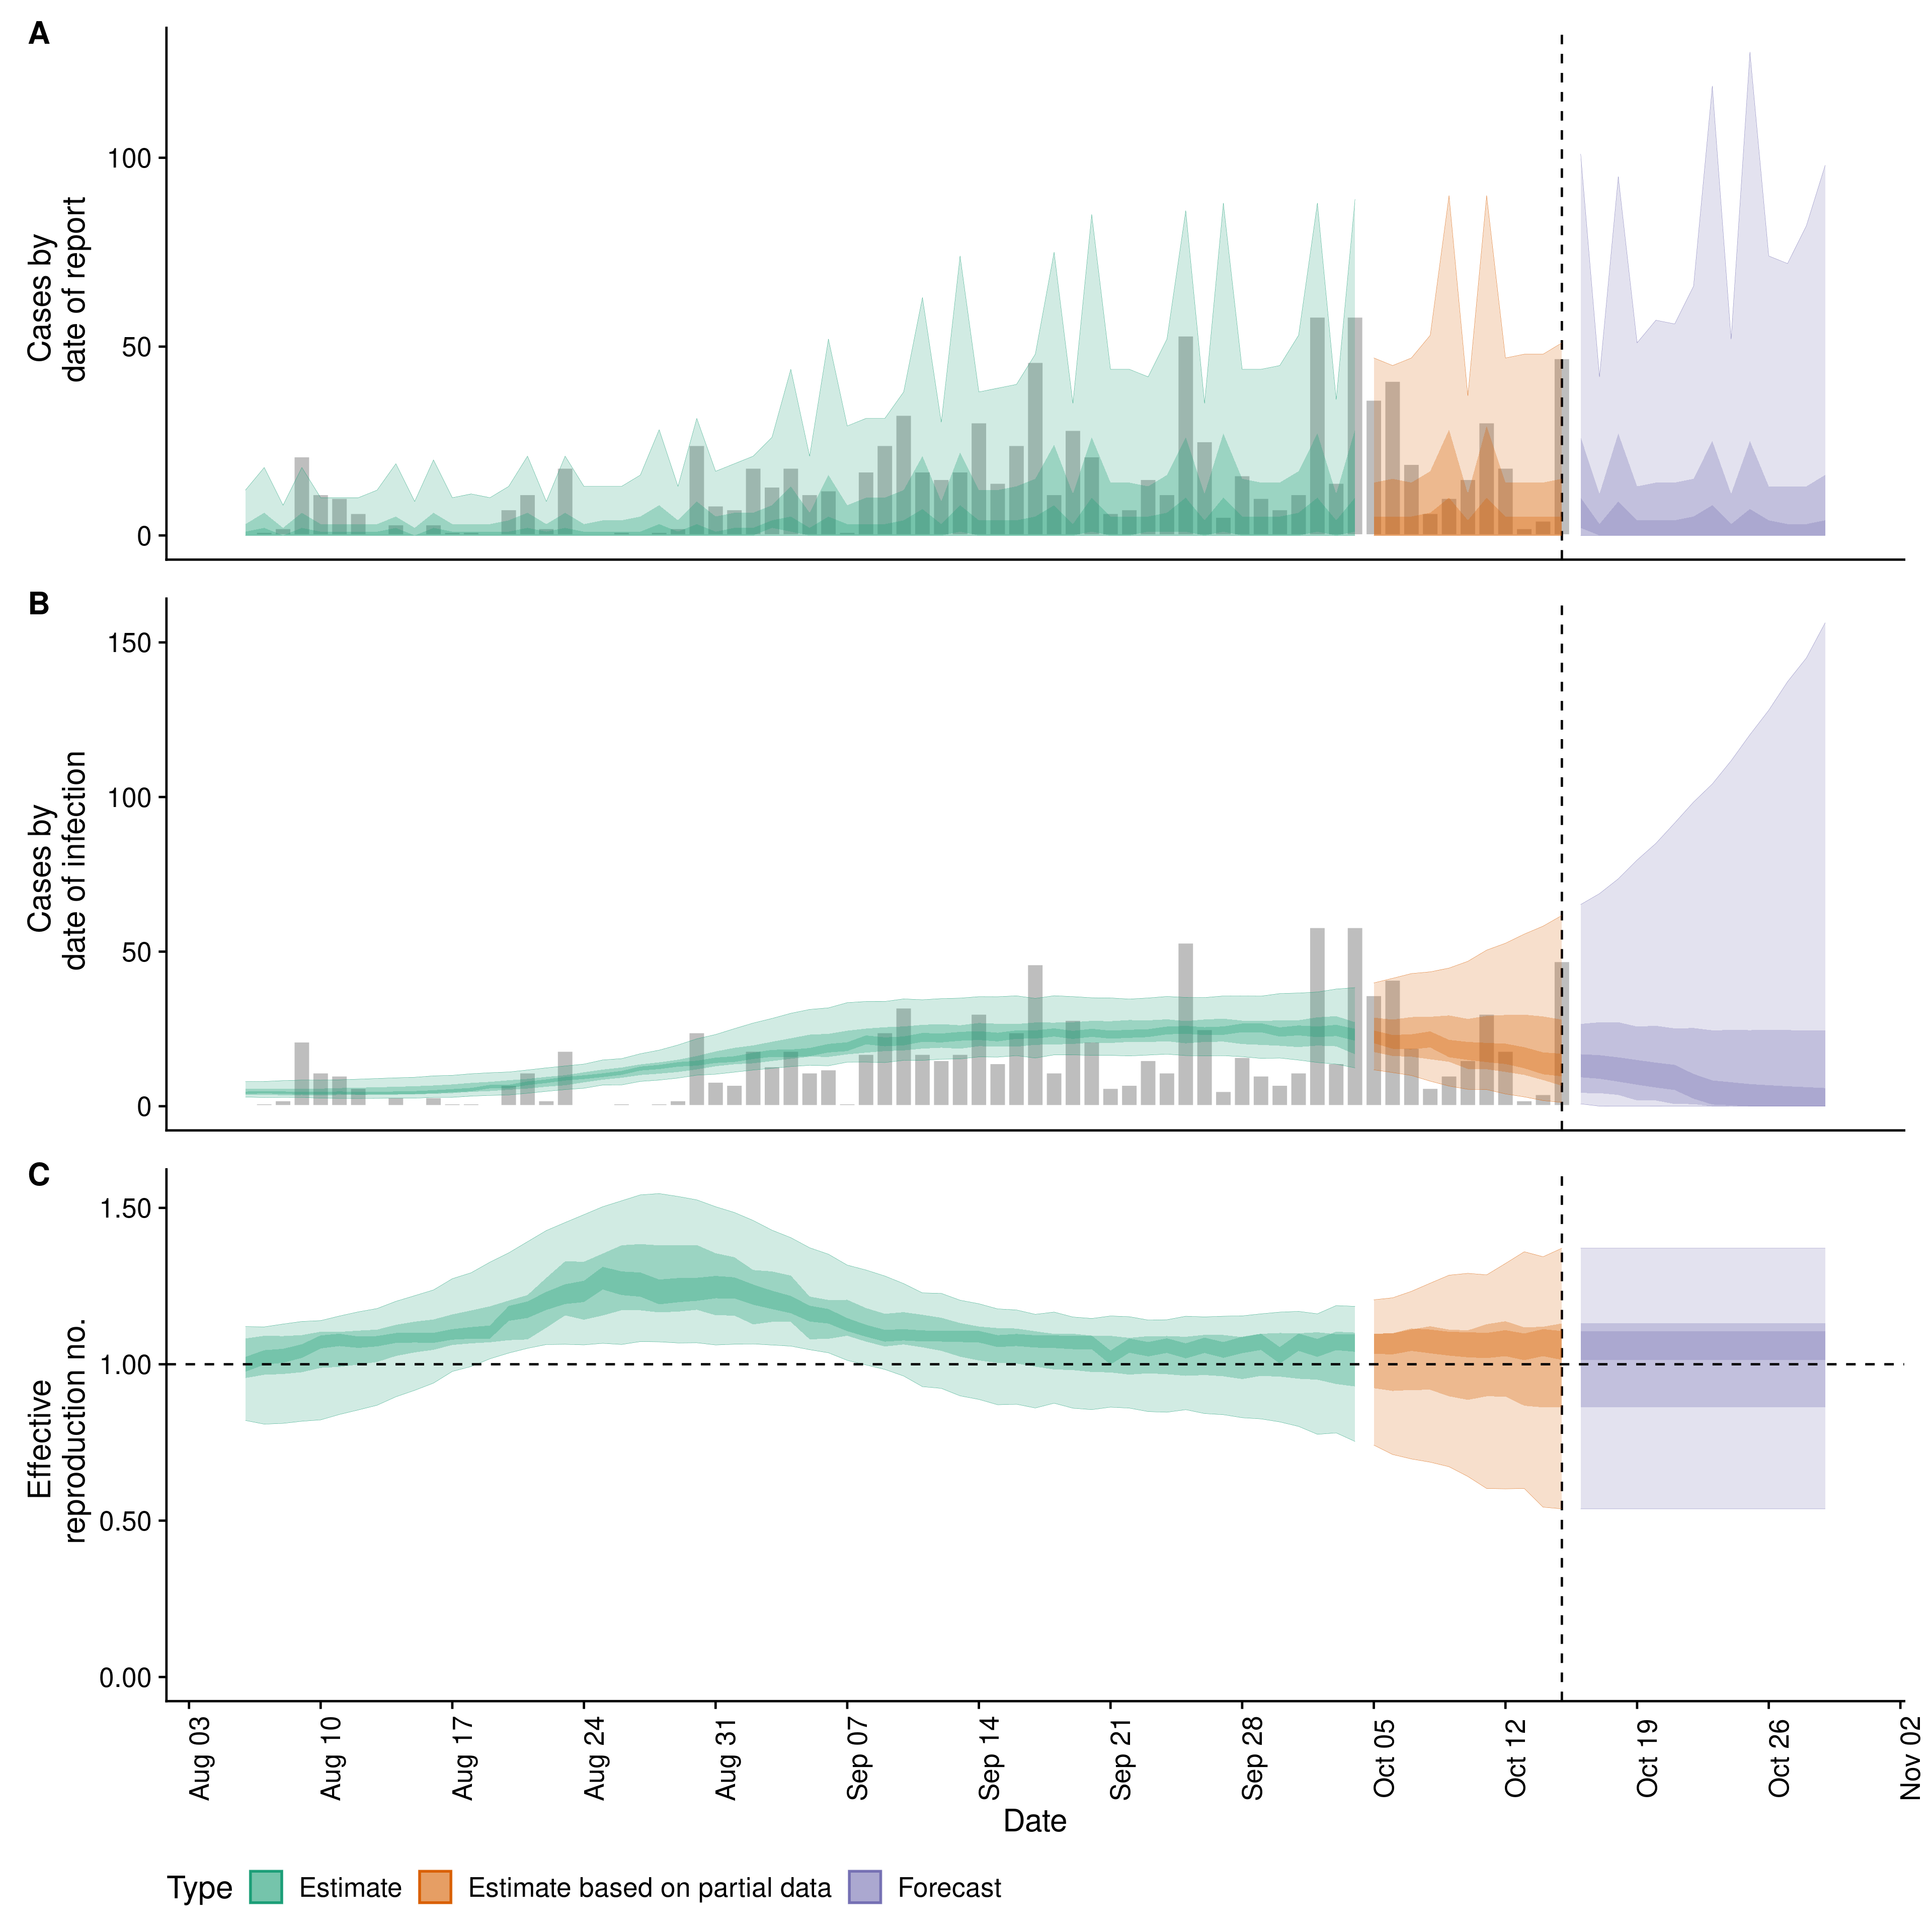 A
Cases by
date of report
100
50
0
B
Cases by
date of infection
150
100
50
0
C
Effective
reproduction no.
1.50
1.00
0.50
0.00
Aug 03
Aug 10
Aug 17
Aug 24
Aug 31
Sep 07
Sep 14
Sep 21
Sep 28
Oct 05
Oct 12
Oct 19
Oct 26
Nov 02
Date
Type Estimate Estimate based on partial data Forecast